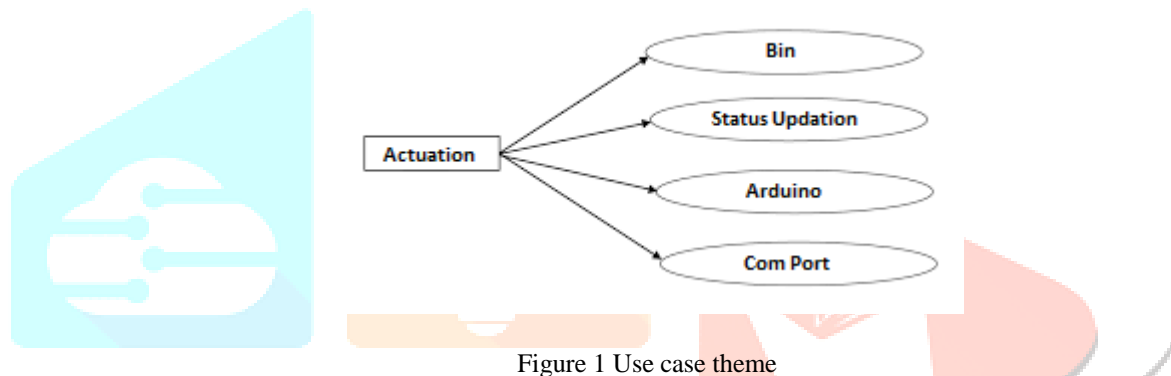 Bin
Status Updation
Actuation
Arduino
Com Port
Figure 1 Use case theme